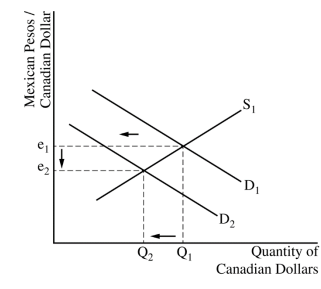 Mexican Pesos /
Canadian Dollar
S₁
e₁
e₂
D₁
D₂
Q₂ Q₁
Quantity of
Canadian Dollars